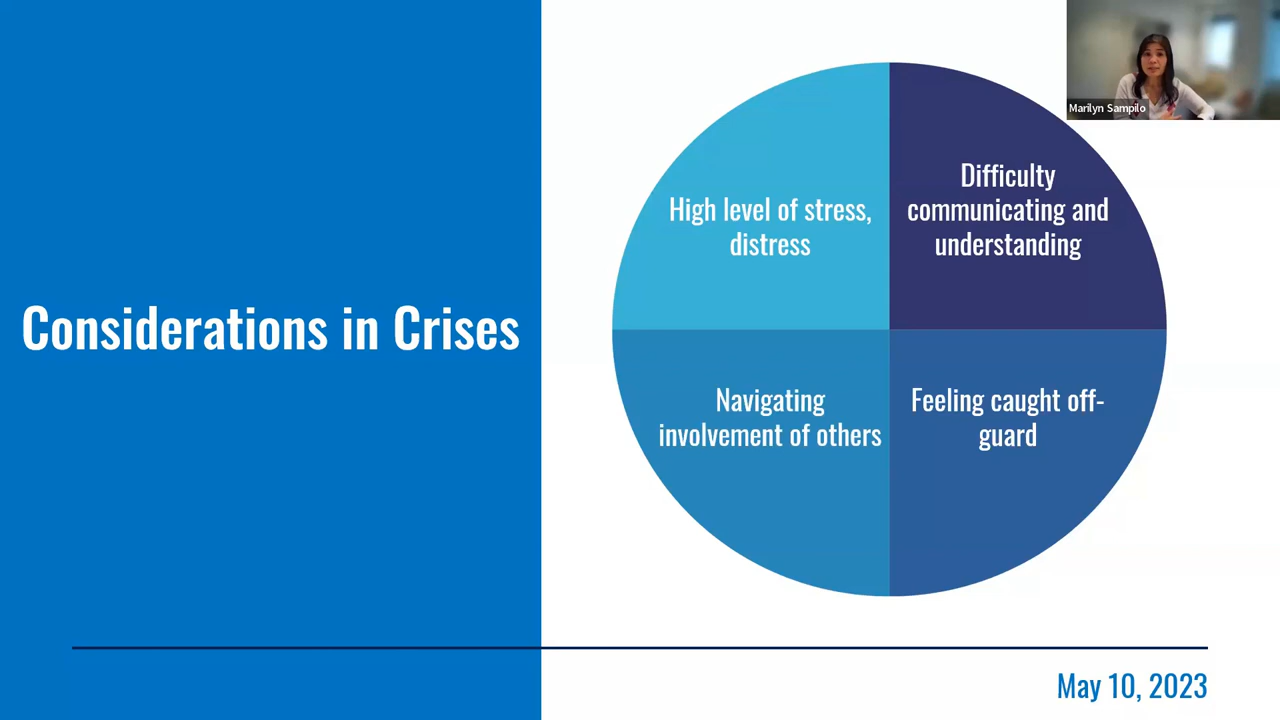 Marilyn Sampilo
Considerations in Crises
High level of stress,
distress
Difficulty
communicating and
understanding
Navigating
involvement of others
Feeling caught off-
guard
May 10, 2023